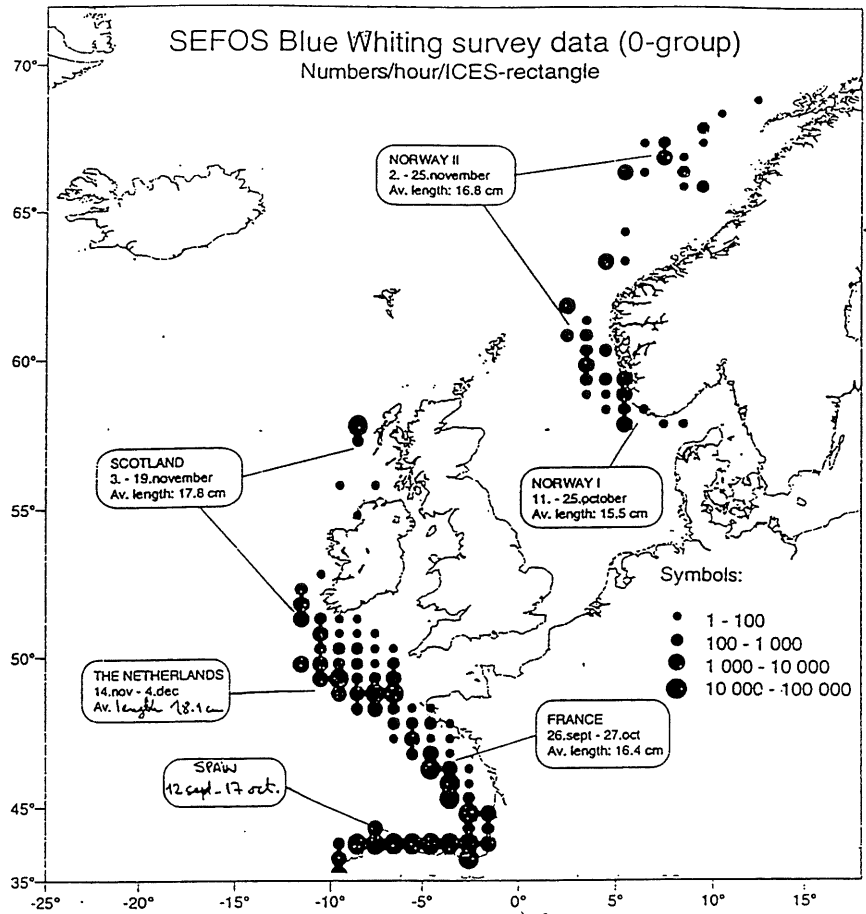 SEFOS Blue Whiting survey data (0-group)
Numbers/hour/ICES-rectangle
70°
65°
60°
55°
50°
45°
35°
NORWAY II
2. - 25.november
Av. length: 16.8 cm
SCOTLAND
3. - 19.november
Av. length: 17.8 cm
NORWAY I
11. - 25.october
Av. length: 15.5 cm
Symbols:
1 - 100
100 - 1 000
1 000 - 10 000
10 000 - 100 000
THE NETHERLANDS
14.nov - 4.dec
Av. length 18.1 cm
FRANCE
26.sept - 27.oct
Av. length: 16.4 cm
SPAIN
12 sept - 17 oct.
-25° -20° -15° -10° -5° 0° 5° 10° 15°